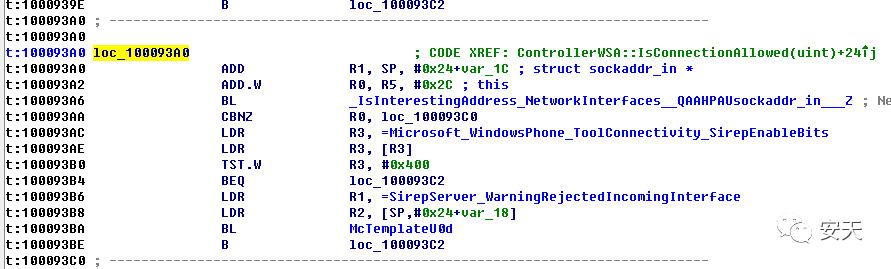 t:1000939E B loc_100093C2
t:100093A0 ; ---------------------------------------------------------------------------
t:100093A0
t:100093A0 loc_100093A0 ; CODE XREF: ControllerWSA::IsConnectionAllowed(uint)+24↑j
t:100093A0 ADD R1, SP, #0x24+var_1C ; struct sockaddr_in *
t:100093A2 ADD.W R0, R5, #0x2C ; this
t:100093A6 BL _IsInterestingAddress_NetworkInterfaces__QAAHPAUsockaddr_in___Z ; Ne
t:100093AA CBNZ R0, loc_100093C0
t:100093AC LDR R3, =Microsoft_WindowsPhone_ToolConnectivity_SirepEnableBits
t:100093AE LDR R3, [R3]
t:100093B0 TST.W R3, #0x400
t:100093B4 BEQ loc_100093C2
t:100093B6 LDR R1, =SirepServer_WarningRejectedIncomingInterface
t:100093B8 LDR R2, [SP,#0x24+var_18]
t:100093BA BL McTemplateU0d
t:100093BE B loc_100093C2
t:100093C0 ; ---------------------------------------------------------------------------
安天